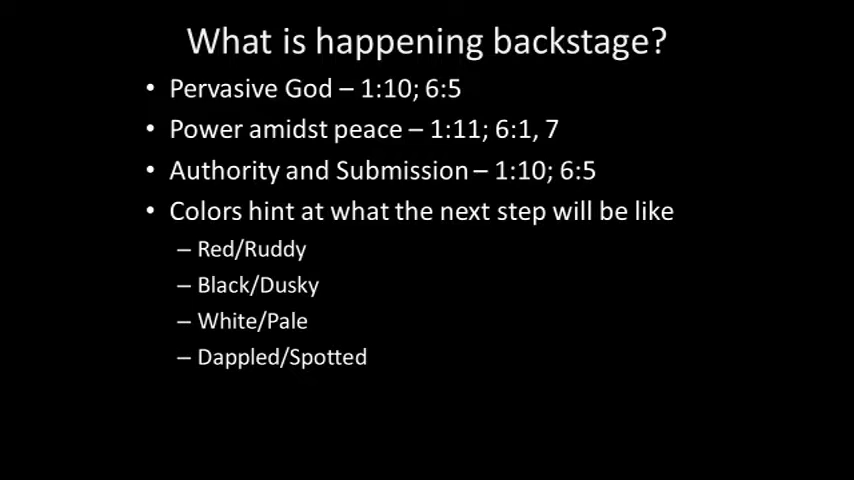 What is happening backstage?
• Pervasive God – 1:10; 6:5
• Power amidst peace – 1:11; 6:1, 7
• Authority and Submission – 1:10; 6:5
• Colors hint at what the next step will be like
– Red/Ruddy
– Black/Dusky
– White/Pale
– Dappled/Spotted